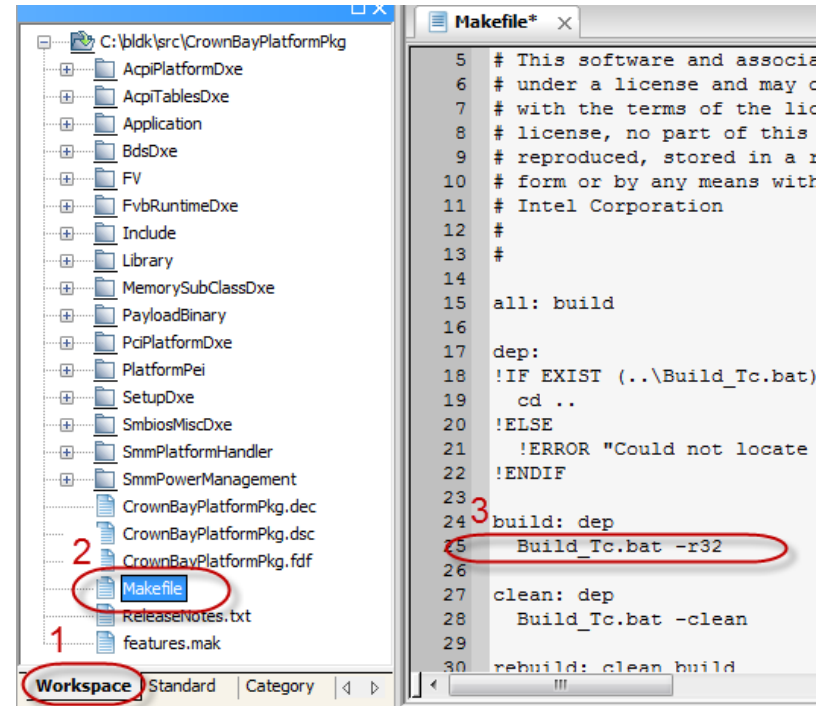 C:\bldk\src\CrownBayPlatformPkg
AcpiPlatformDxe
AcpiTablesDxe
Application
BdsDxe
FV
FvbRuntimeDxe
Include
Library
MemorySubClassDxe
PayloadBinary
PciPlatformDxe
PlatformPei
SetupDxe
SmbiosMiscDxe
SmmPlatformHandler
SmmPowerManagement
CrownBayPlatformPkg.dec
CrownBayPlatformPkg.dsc
2 CrownBayPlatformPkg.fdf
Makefile
ReleaseNotes.txt
1 features.mak
Workspace Standard Category
Makefile*
5 # This software and associa
6 # under a license and may
7 # with the terms of the lic
8 # license, no part of this
9 # reproduced, stored in a
10 # form or by any means with
11 # Intel Corporation
12 #
13 #
14
15 all: build
16
17 dep:
18 !IF EXIST (..\Build_Tc.bat)
19 cd ..
20 !ELSE
21 !ERROR "Could not locate
22 !ENDIF
23
3
24 build: dep
25 Build_Tc.bat -r32
26
27 clean: dep
28 Build_Tc.bat -clean
29
30 rebuild: clean build